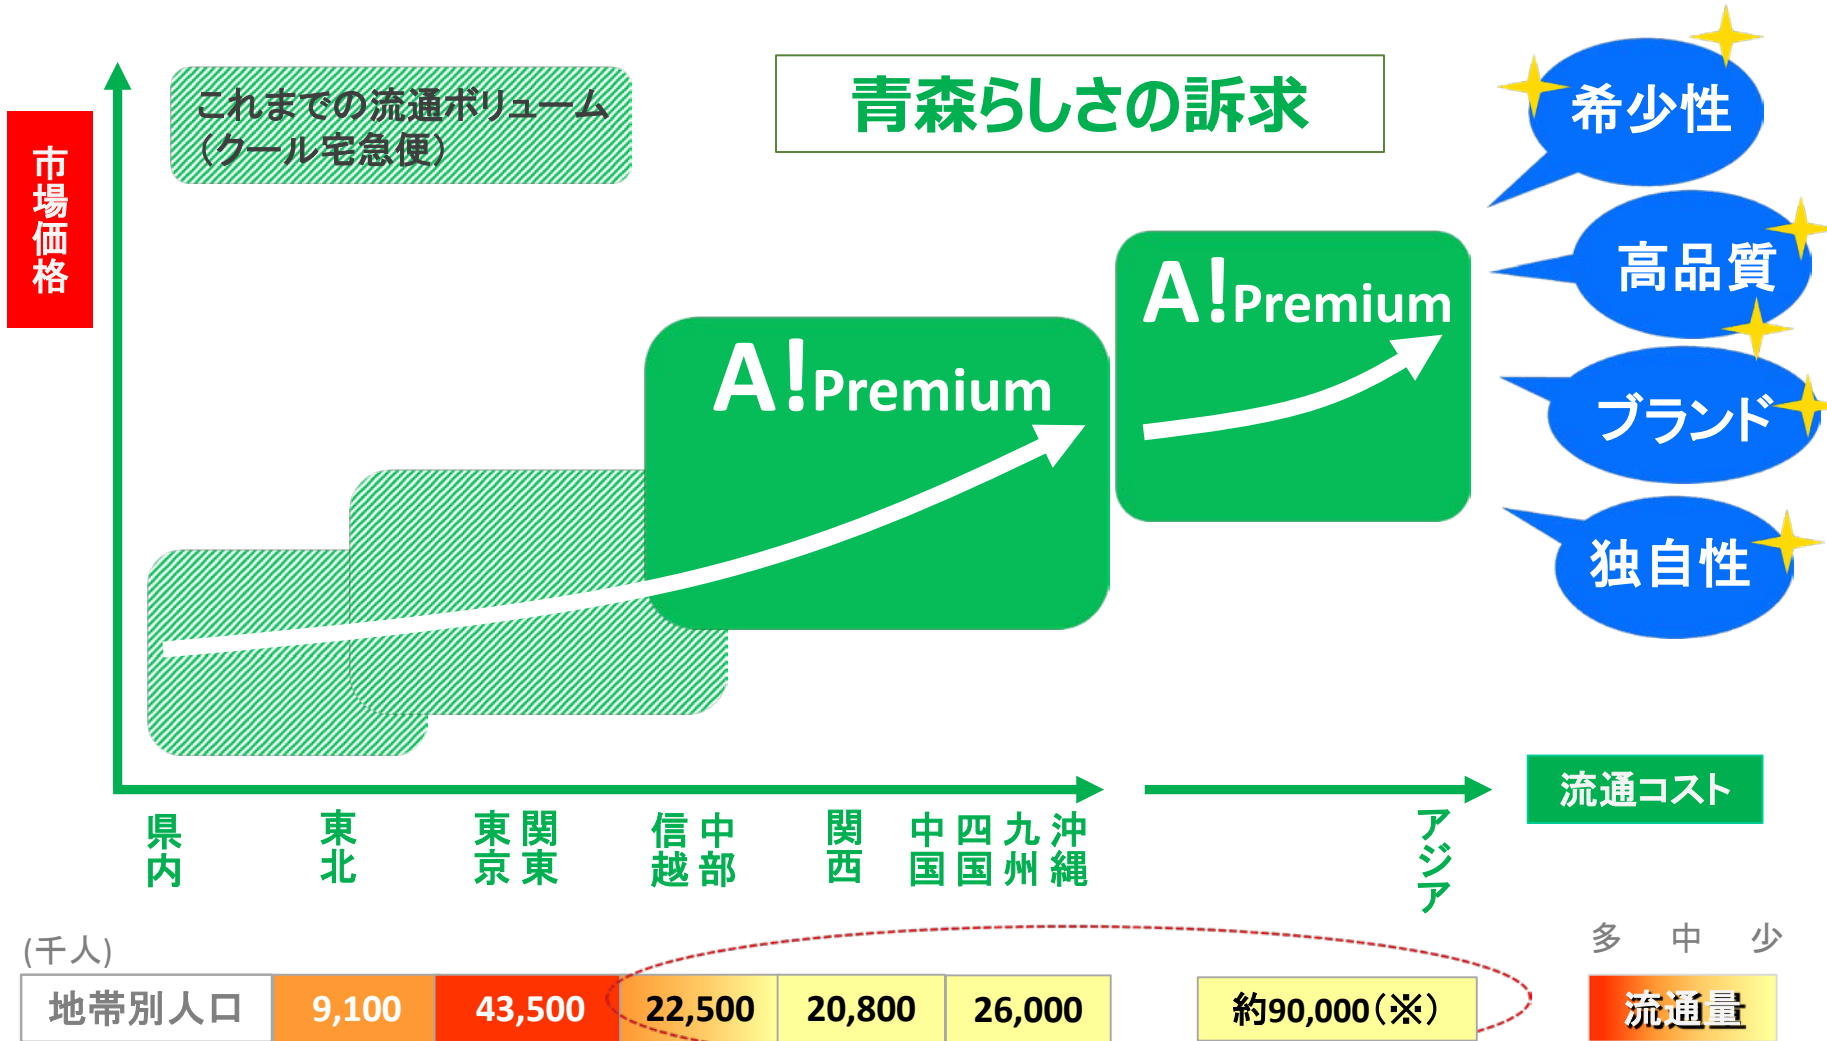 これまでの流通ボリューム
（クール宅急便）
青森らしさの訴求
希少性
高品質
ブランド
独自性
市場価格
A!Premium
A!Premium
流通コスト
県内
東北
東京
関東
信越
中部
関西
中国
四国
九州
沖縄
アジア
(千人)
多 中 少
地帯別人口 9,100 43,500 22,500 20,800 26,000 約90,000（※） 流通量